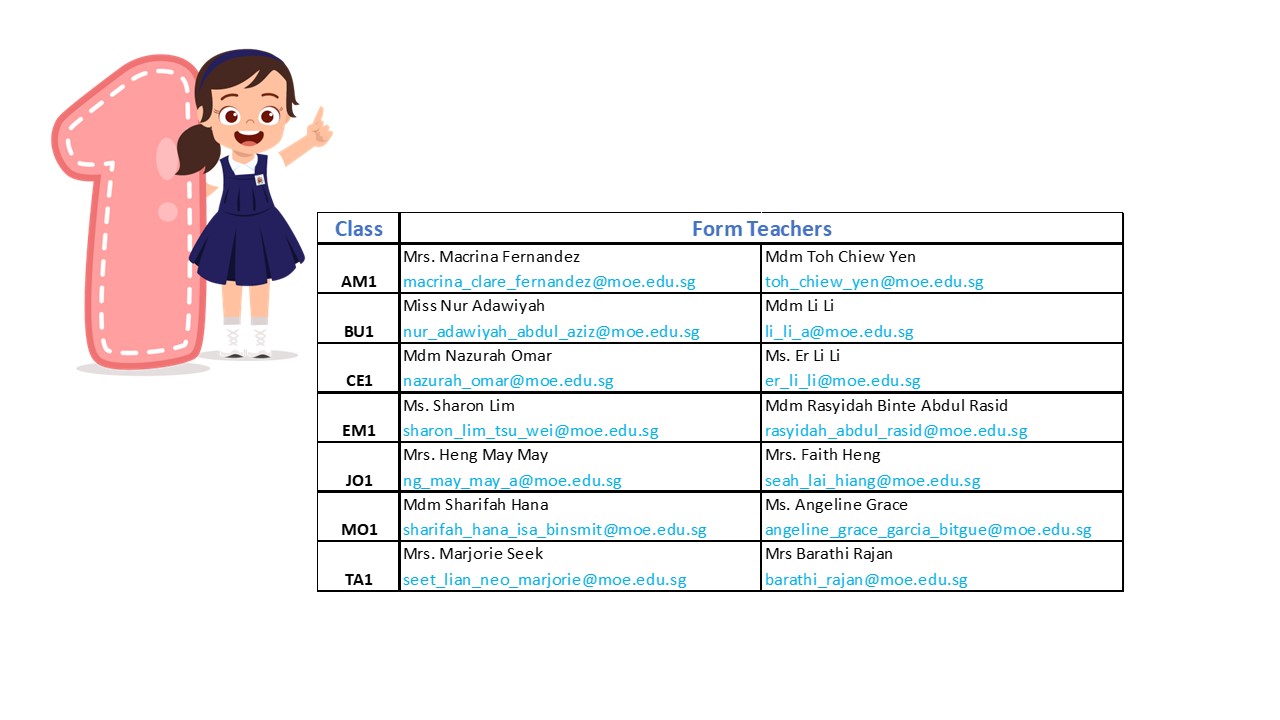 1
Class Form Teachers
Mrs. Macrina Fernandez Mdm Toh Chiew Yen
AM1 macrina_clare_fernandez@moe.edu.sg toh_chiew_yen@moe.edu.sg
Miss Nur Adawiyah Mdm Li Li
BU1 nur_adawiyah_abdul_aziz@moe.edu.sg li_li_a@moe.edu.sg
Mdm Nazurah Omar Ms. Er Li Li
CE1 nazurah_omar@moe.edu.sg er_li_li@moe.edu.sg
Ms. Sharon Lim Mdm Rasyidah Binte Abdul Rasid
EM1 sharon_lim_tsu_wei@moe.edu.sg rasyidah_abdul_rasid@moe.edu.sg
Mrs. Heng May May Mrs. Faith Heng
JO1 ng_may_may_a@moe.edu.sg seah_lai_hiang@moe.edu.sg
Mdm Sharifah Hana Ms. Angeline Grace
MO1 sharifah_hana_isa_binsmit@moe.edu.sg angeline_grace_garcia_bitgue@moe.edu.sg
Mrs. Marjorie Seek Mrs Barathi Rajan
TA1 seet_lian_neo_marjorie@moe.edu.sg barathi_rajan@moe.edu.sg